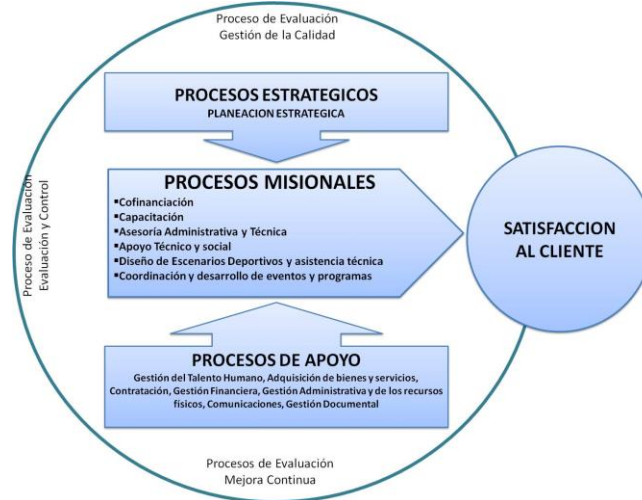 Proceso de Evaluación
Gestión de la Calidad
PROCESOS ESTRATEGICOS
PLANEACION ESTRATEGICA
Proceso de Evaluación
Evaluación y Control
PROCESOS MISIONALES
▪Cofinanciación
▪Capacitación
▪Asesoría Administrativa y Técnica
▪Apoyo Técnico y social
▪Diseño de Escenarios Deportivos y asistencia técnica
▪Coordinación y desarrollo de eventos y programas
SATISFACCION
AL CLIENTE
PROCESOS DE APOYO
Gestión del Talento Humano, Adquisición de bienes y servicios,
Contratación, Gestión Financiera, Gestión Administrativa y de los recursos
físicos, Comunicaciones, Gestión Documental
Procesos de Evaluación
Mejora Continua